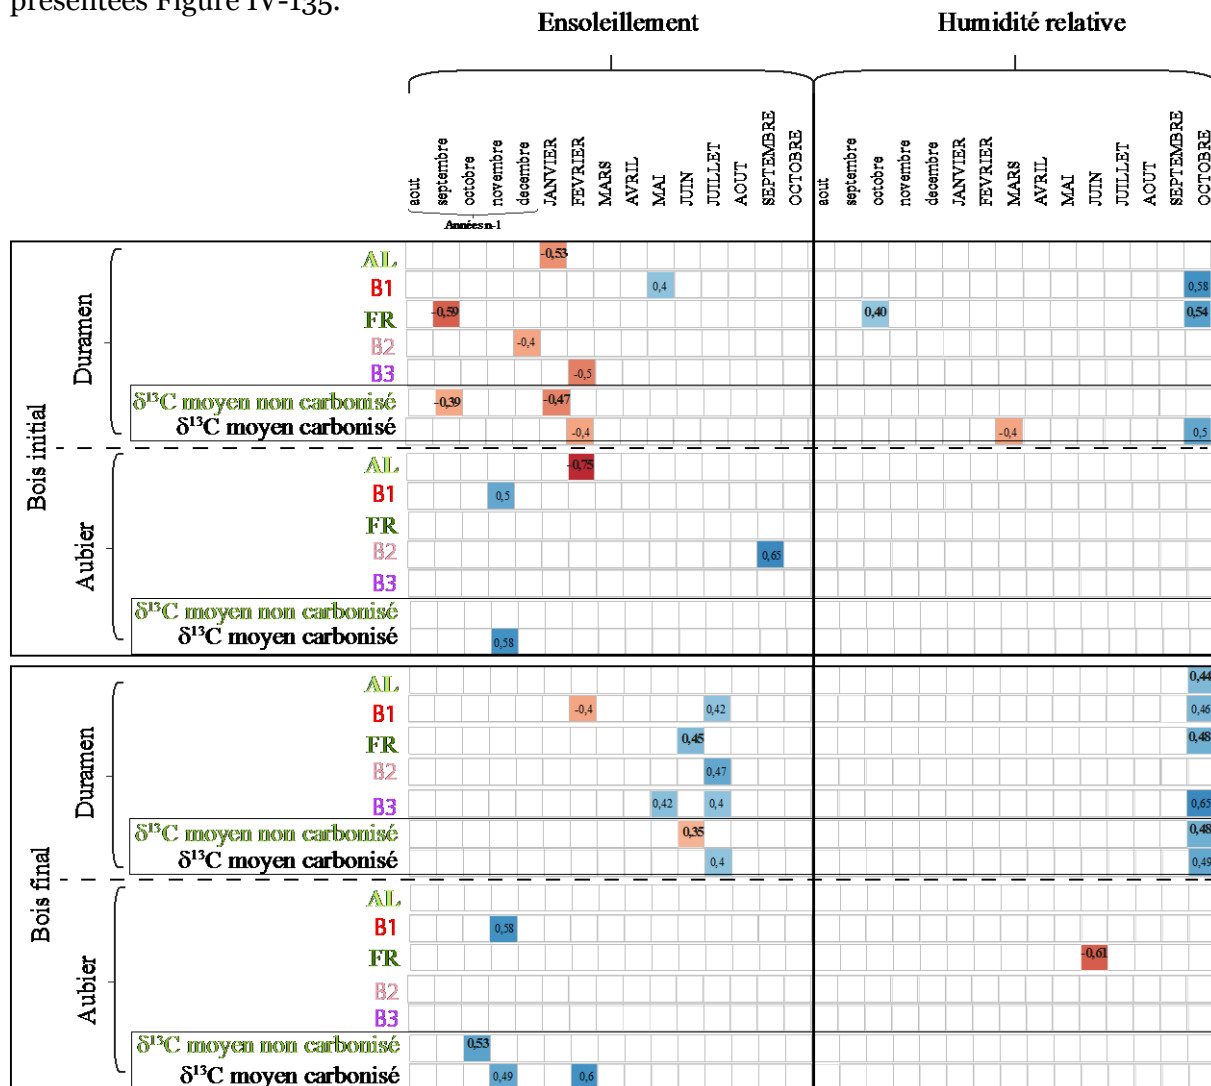 présentées Figure IV-135.
Ensoleillement Humidité relative
aout septembre octobre novembre decembre JANVIER FEVRIER MARS AVRIL MAI JUIN JUILLET AOUT SEPTEMBRE OCTOBRE aout septembre octobre novembre decembre JANVIER FEVRIER MARS AVRIL MAI JUIN JUILLET AOUT SEPTEMBRE OCTOBRE
Années n-1
Bois initial
Duramen
AL -0,53
B1 0,4 0,58
FR -0,59 0,40 0,54
B2 -0,4
B3 -0,5
δ¹³C moyen non carbonisé -0,39 -0,47
δ¹³C moyen carbonisé -0,4 -0,4 0,5
Aubier
AL -0,75
B1 0,5
FR
B2 0,65
B3
δ¹³C moyen non carbonisé
δ¹³C moyen carbonisé 0,58
Bois final
Duramen
AL 0,44
B1 -0,4 0,42 0,46
FR 0,45 0,48
B2 0,47
B3 0,42 0,4 0,65
δ¹³C moyen non carbonisé 0,35 0,48
δ¹³C moyen carbonisé 0,4 0,49
Aubier
AL
B1 0,58
FR -0,61
B2
B3
δ¹³C moyen non carbonisé 0,53
δ¹³C moyen carbonisé 0,49 0,6